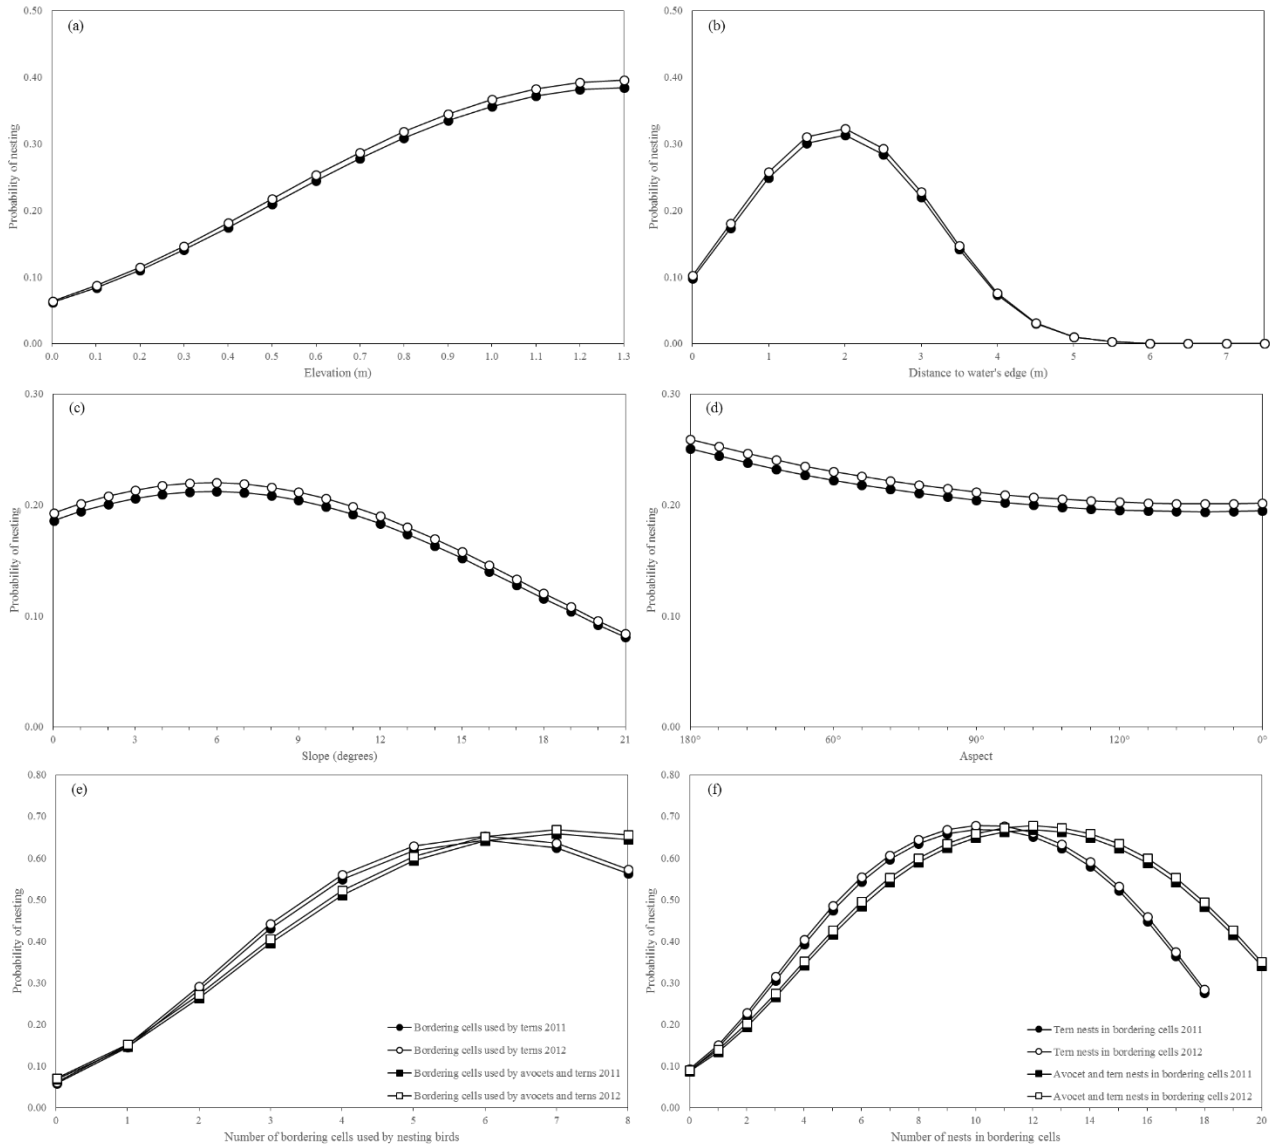 (a)
0.50
0.40
0.30
0.20
0.10
0.00
Probability of nesting
0.0 0.1 0.2 0.3 0.4 0.5 0.6 0.7 0.8 0.9 1.0 1.1 1.2 1.3
Elevation (m)
(b)
0.50
0.40
0.30
0.20
0.10
0.00
Probability of nesting
0 1 2 3 4 5 6 7
Distance to water's edge (m)
(c)
0.30
0.20
0.10
0.00
Probability of nesting
0 3 6 9 12 15 18 21
Slope (degrees)
(d)
0.30
0.20
0.10
0.00
Probability of nesting
180° 60° 90° 120° 0°
Aspect
(e)
0.80
0.70
0.60
0.50
0.40
0.30
0.20
0.10
0.00
Probability of nesting
Bordering cells used by terns 2011
Bordering cells used by terns 2012
Bordering cells used by avocets and terns 2011
Bordering cells used by avocets and terns 2012
0 1 2 3 4 5 6 7 8
Number of bordering cells used by nesting birds
(f)
0.80
0.70
0.60
0.50
0.40
0.30
0.20
0.10
0.00
Probability of nesting
Tern nests in bordering cells 2011
Tern nests in bordering cells 2012
Avocet and tern nests in bordering cells 2011
Avocet and tern nests in bordering cells 2012
0 2 4 6 8 10 12 14 16 18 20
Number of nests in bordering cells